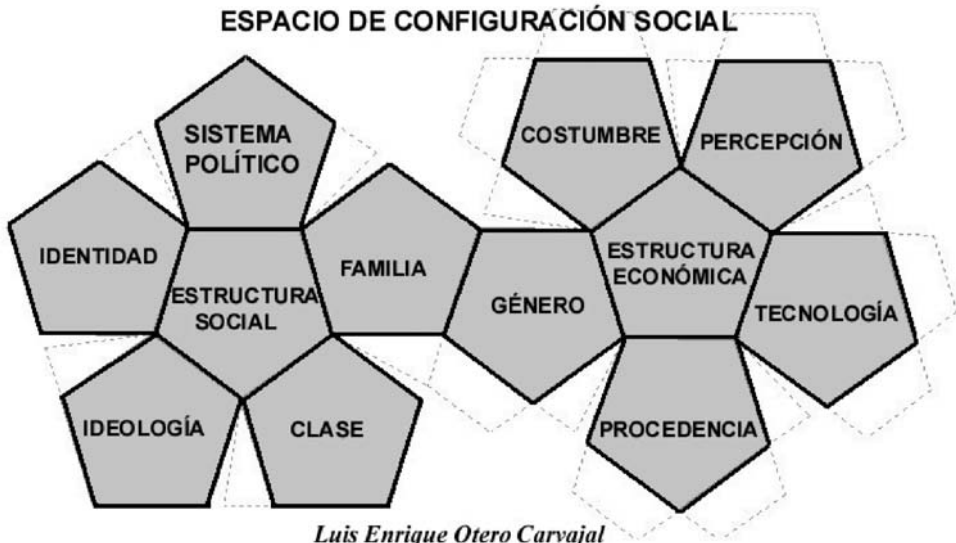 ESPACIO DE CONFIGURACIÓN SOCIAL
SISTEMA
POLÍTICO
IDENTIDAD
ESTRUCTURA
SOCIAL
FAMILIA
IDEOLOGÍA
CLASE
COSTUMBRE
PERCEPCIÓN
GÉNERO
ESTRUCTURA
ECONÓMICA
TECNOLOGÍA
PROCEDENCIA
Luis Enrique Otero Carvajal